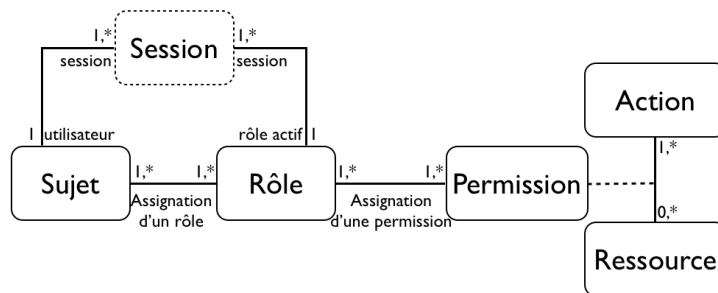 1,*
Session
1,*
session
session
Action
1 utilisateur
rôle actif 1
1,*
Sujet
1,*
1,*
Rôle
1,*
1,*
Permission
Assignation
d'un rôle
Assignation
d'une permission
0,*
Ressource